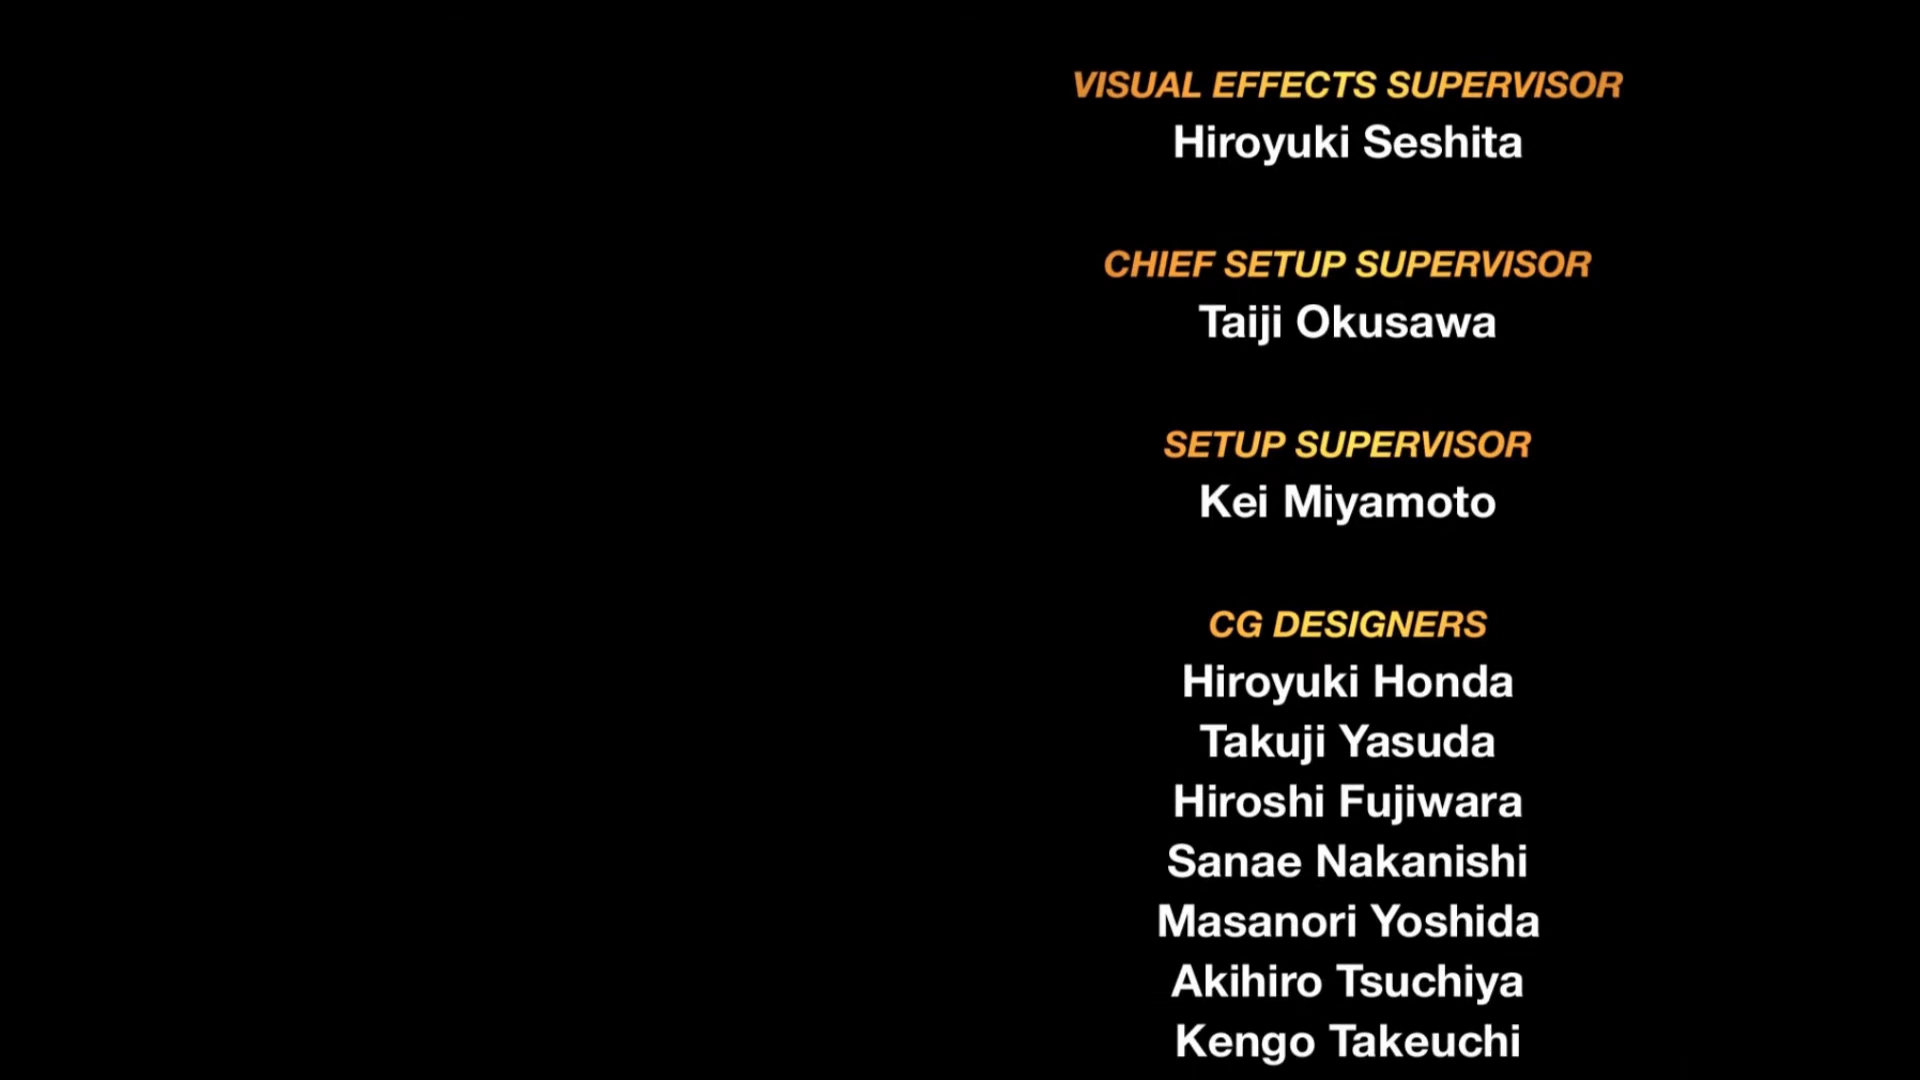 VISUAL EFFECTS SUPERVISOR
Hiroyuki Seshita
CHIEF SETUP SUPERVISOR
Taiji Okusawa
SETUP SUPERVISOR
Kei Miyamoto
CG DESIGNERS
Hiroyuki Honda
Takuji Yasuda
Hiroshi Fujiwara
Sanae Nakanishi
Masanori Yoshida
Akihiro Tsuchiya
Kengo Takeuchi